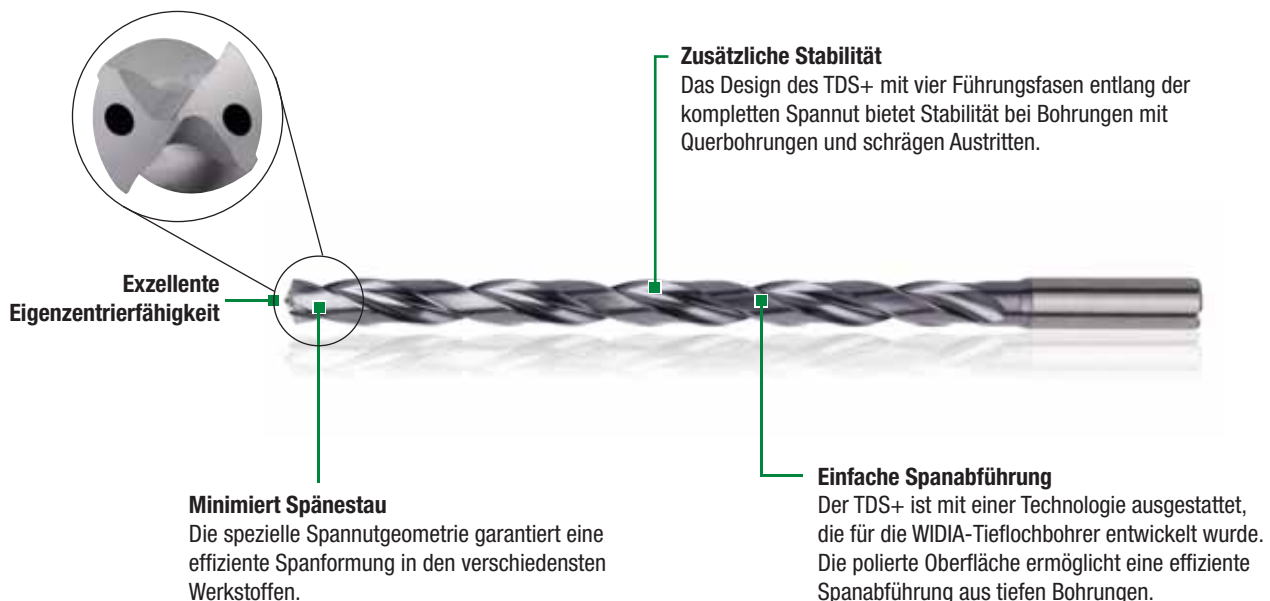 Zusätzliche Stabilität
Das Design des TDS+ mit vier Führungsfasen entlang der
kompletten Spannut bietet Stabilität bei Bohrungen mit
Querbohrungen und schrägen Austritten.
Exzellente
Eigenzentrierfähigkeit
Minimiert Spänestau
Die spezielle Spannutgeometrie garantiert eine
effiziente Spanformung in den verschiedensten
Werkstoffen.
Einfache Spanabführung
Der TDS+ ist mit einer Technologie ausgestattet,
die für die WIDIA-Tieflochbohrer entwickelt wurde.
Die polierte Oberfläche ermöglicht eine effiziente
Spanabführung aus tiefen Bohrungen.